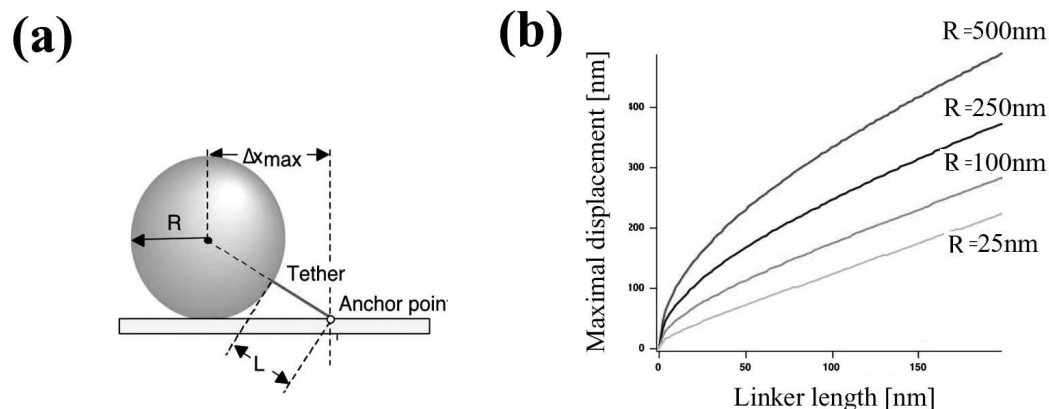 (a)
Δxmax
R
Tether
Anchor point
L
(b)
Maximal displacement [nm]
400
300
200
100
0
0
50
100
150
Linker length [nm]
R=500nm
R=250nm
R=100nm
R=25nm